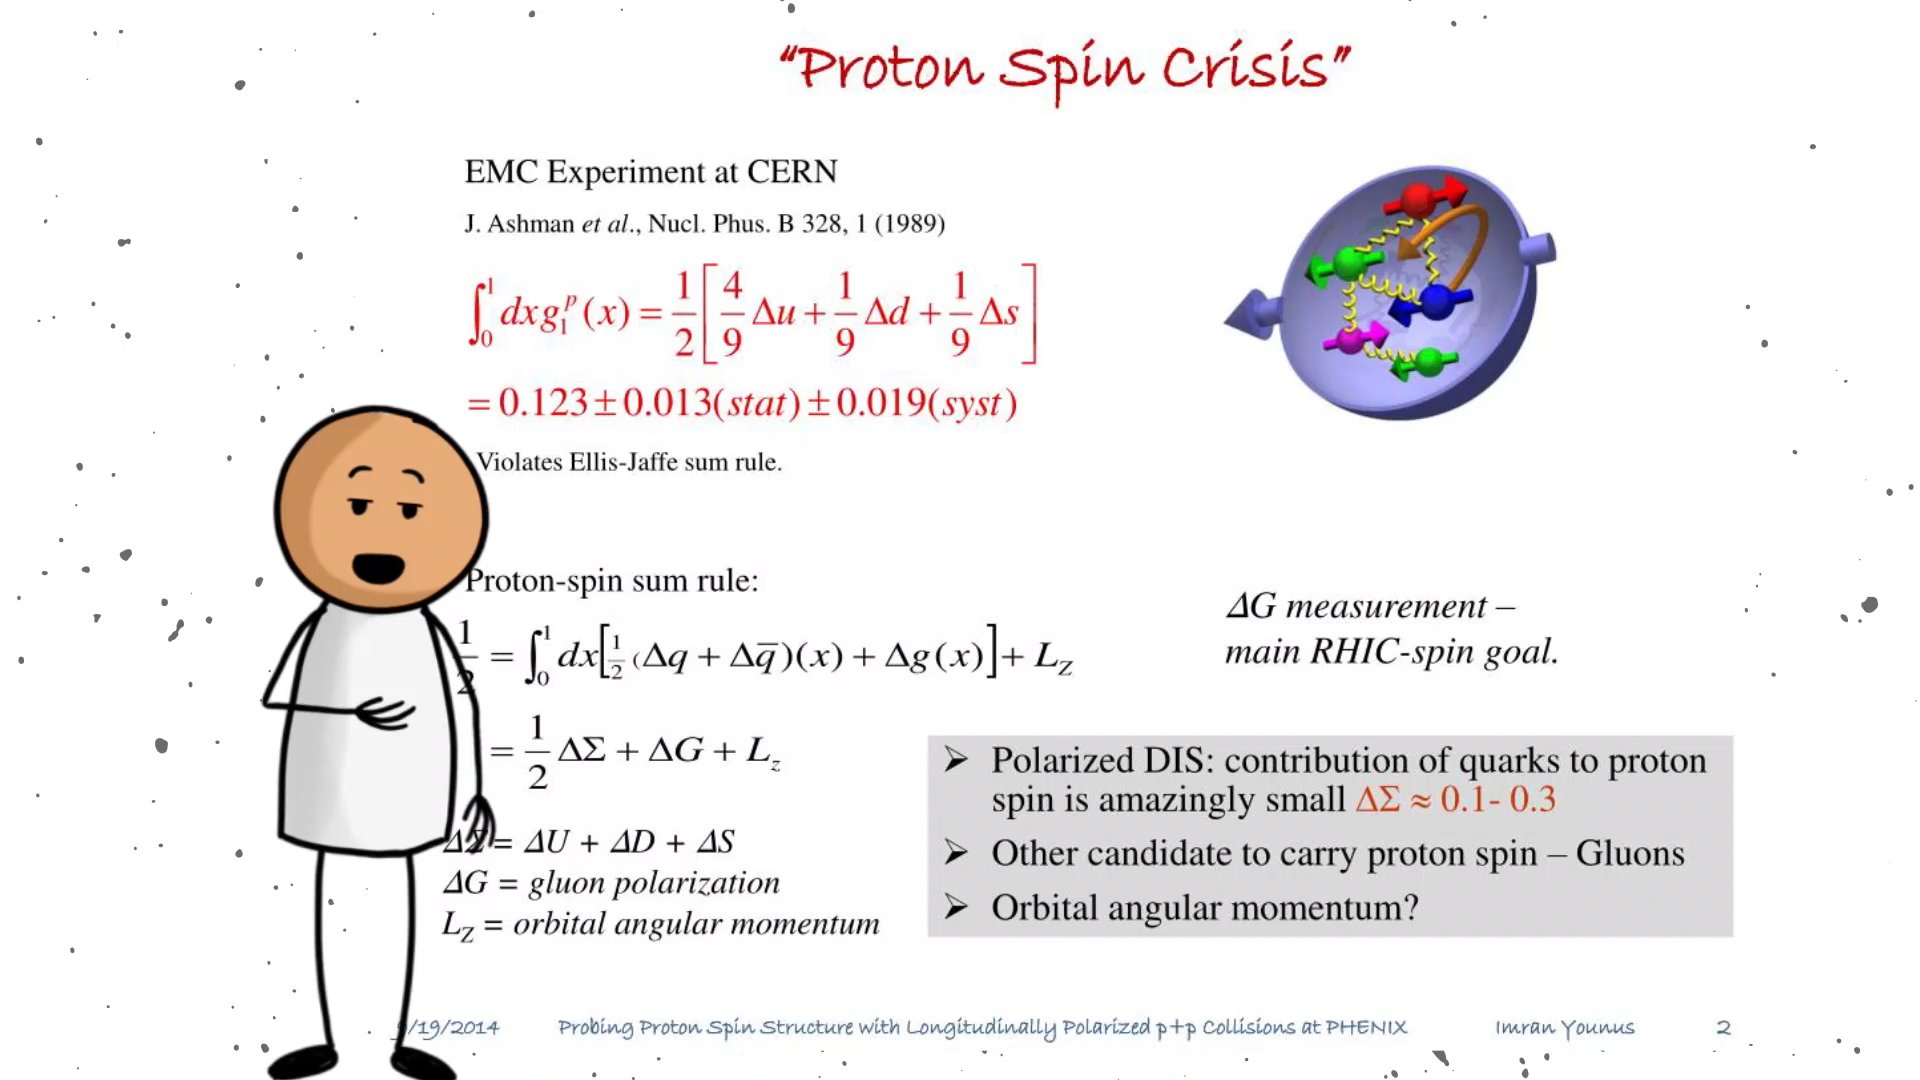 “Proton Spin Crisis”
EMC Experiment at CERN
J. Ashman et al., Nucl. Phus. B 328, 1 (1989)
∫₀¹ dxg₁ᵖ(x) = 1/2[4/9 Δu + 1/9 Δd + 1/9 Δs]
= 0.123 ± 0.013(stat) ± 0.019(syst)
Violates Ellis-Jaffe sum rule.
Proton-spin sum rule:
1/2 = ∫₀¹ dx[1/2 (Δq + Δq̅)(x) + Δg(x)] + L_Z
= 1/2 ΔΣ + ΔG + L_z
ΔΣ = ΔU + ΔD + ΔS
ΔG = gluon polarization
L_Z = orbital angular momentum
ΔG measurement –
main RHIC-spin goal.
➢ Polarized DIS: contribution of quarks to proton
spin is amazingly small ΔΣ ≈ 0.1- 0.3
➢ Other candidate to carry proton spin – Gluons
➢ Orbital angular momentum?
/19/2014 Probing Proton Spin Structure with Longitudinally Polarized p+p Collisions at PHENIX Imran Younus 2